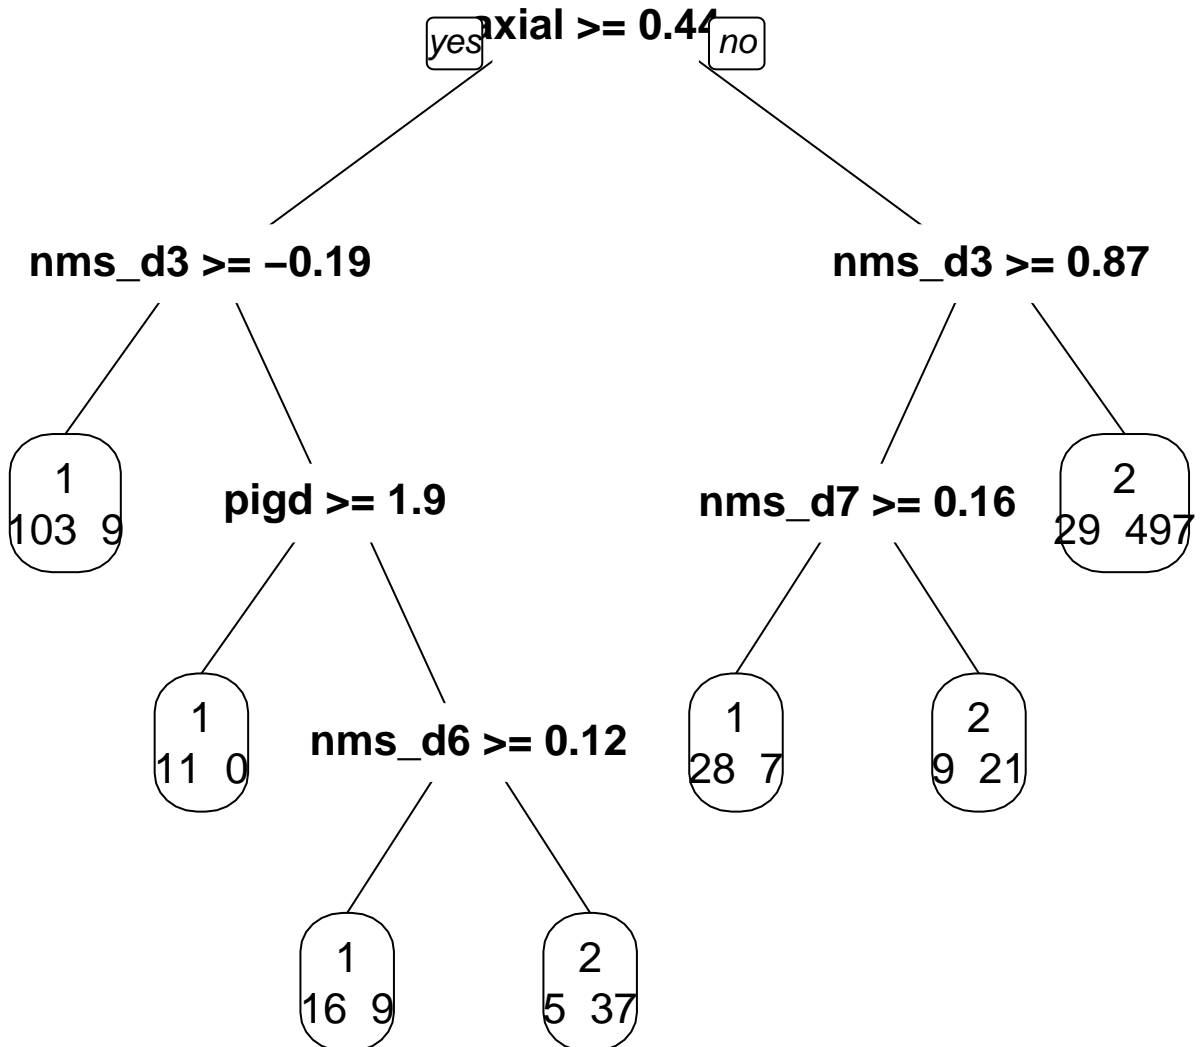 yes
axial >= 0.44
no
nms_d3 >= −0.19
nms_d3 >= 0.87
1
103 9
pigd >= 1.9
nms_d7 >= 0.16
2
29 497
1
11 0
nms_d6 >= 0.12
1
28 7
2
9 21
1
16 9
2
5 37